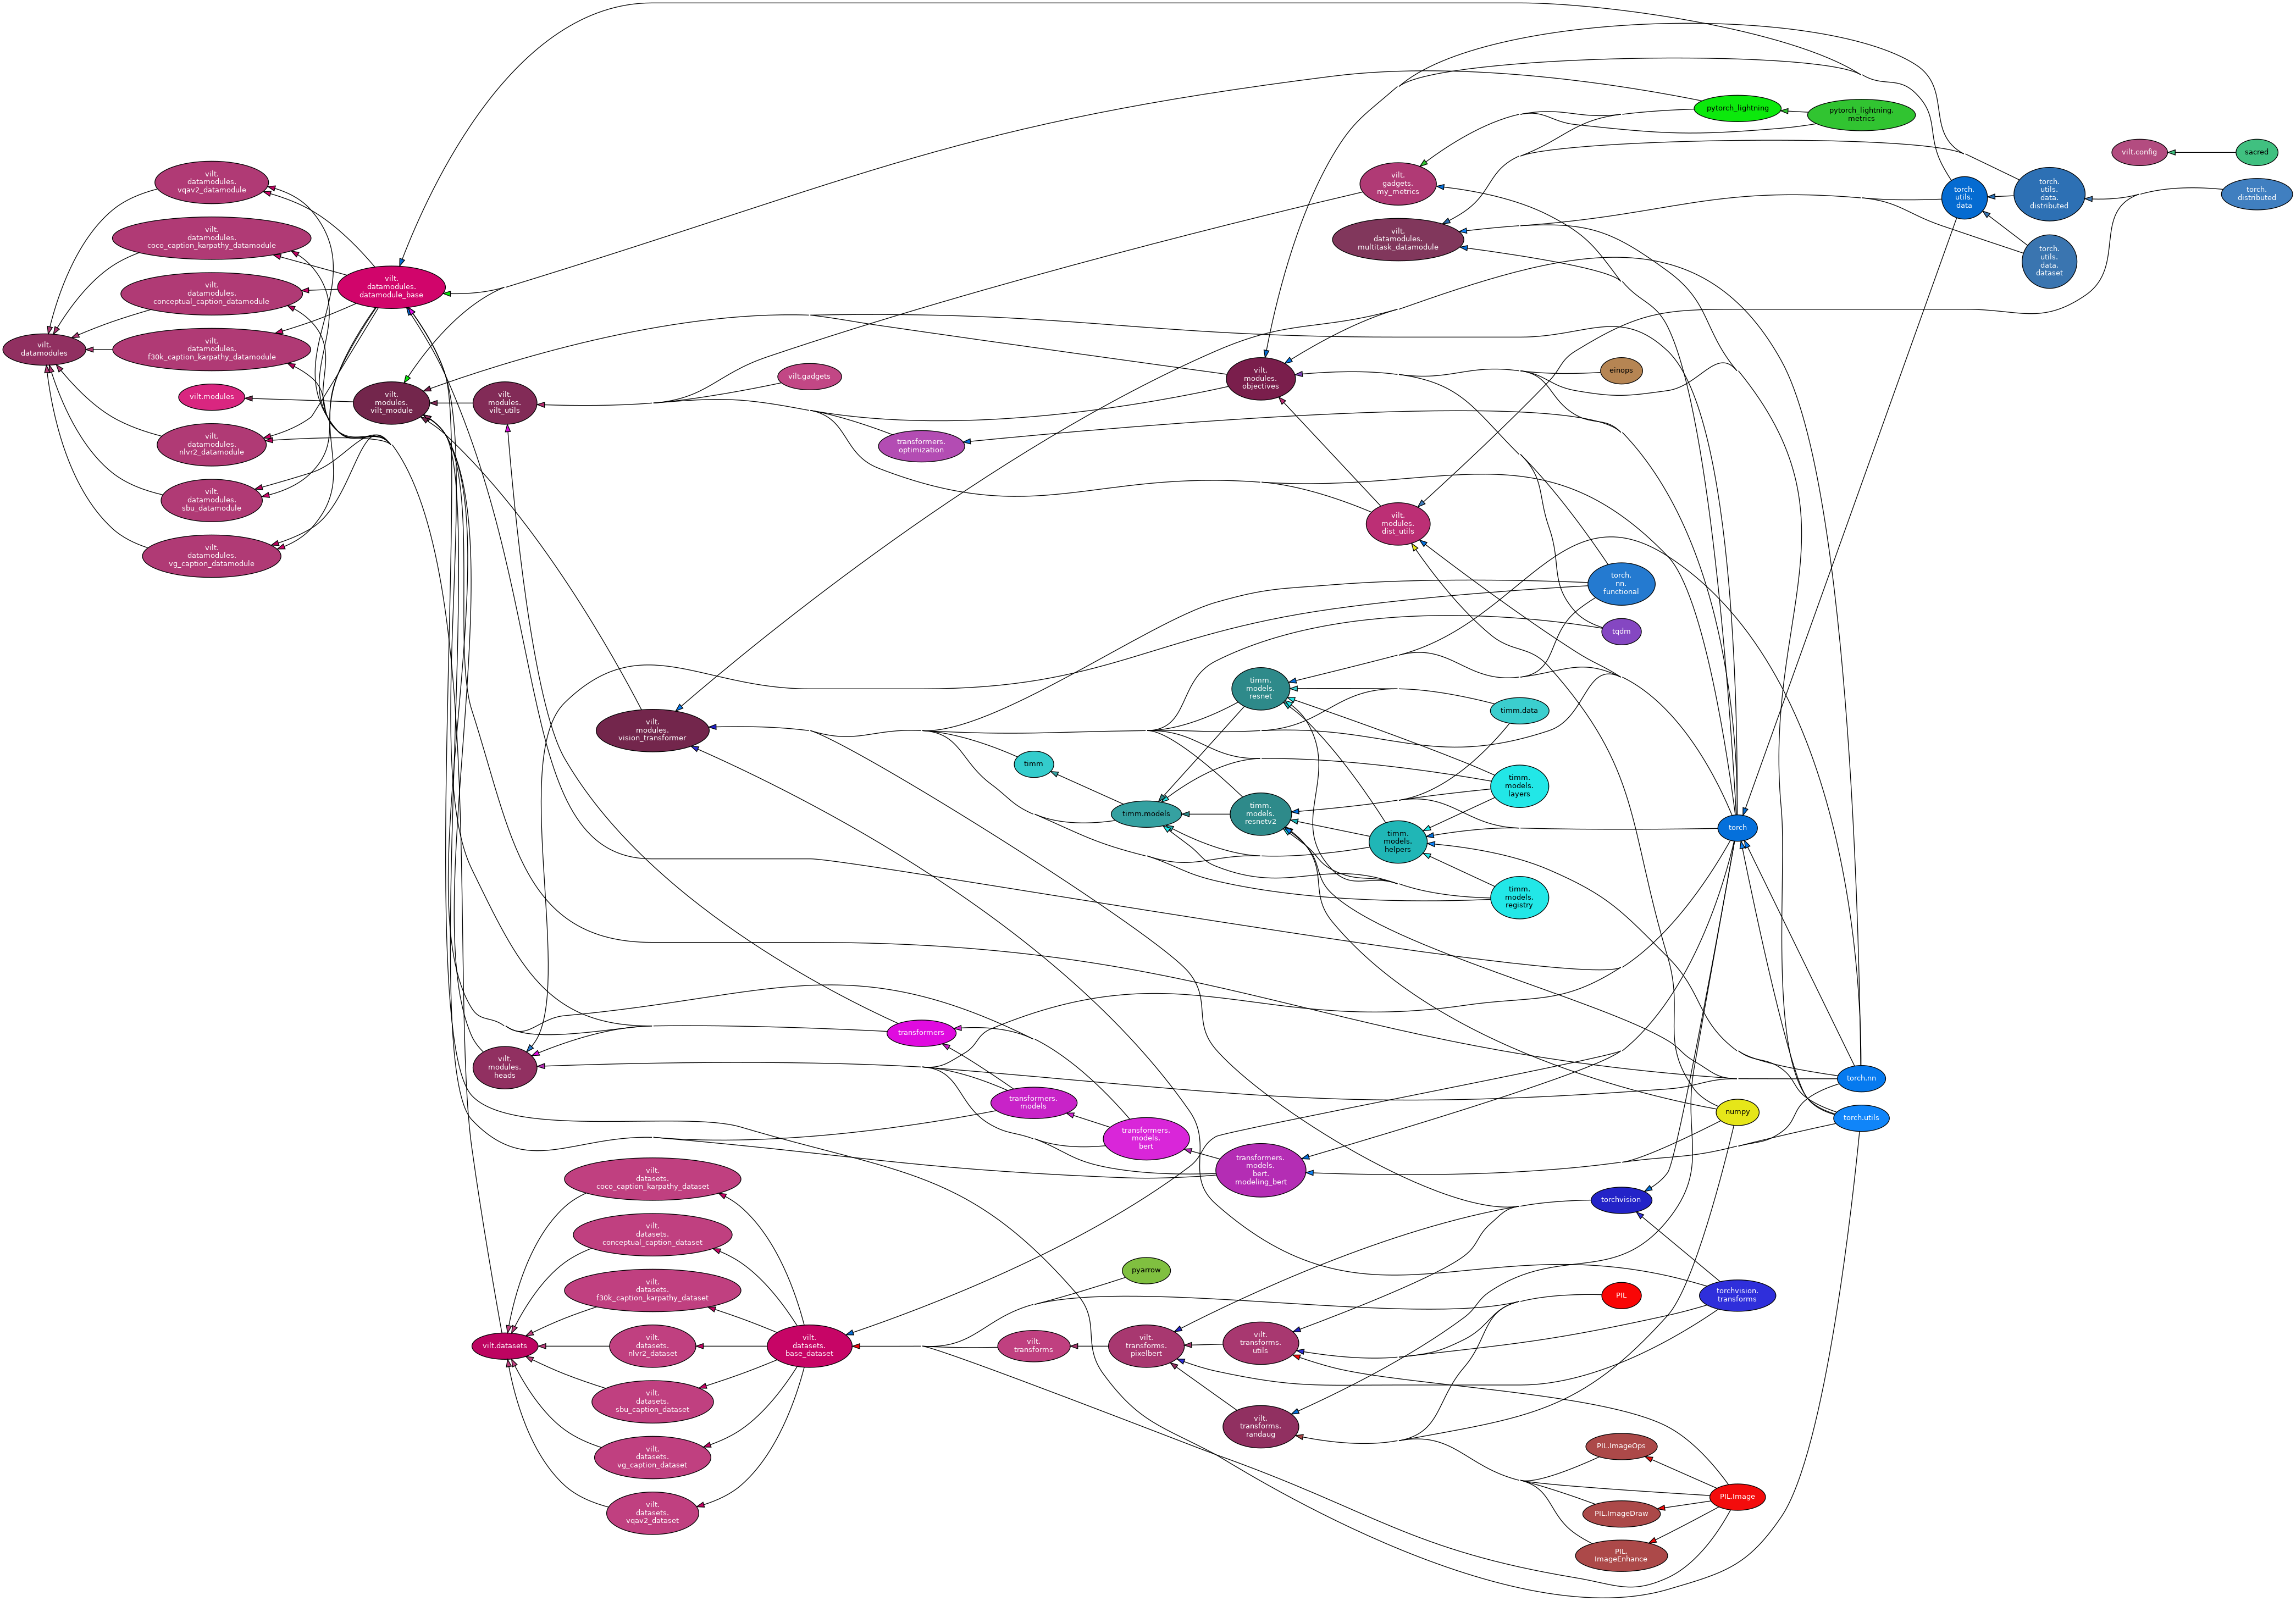 pytorch_lightning
pytorch_lightning.
metrics
vilt.config
sacred
vilt.
datamodules.
vqav2_datamodule
vilt.
gadgets.
my_metrics
torch.
utils.
data
torch.
utils.
data.
distributed
torch.
distributed
vilt.
datamodules.
coco_caption_karpathy_datamodule
vilt.
datamodules.
multitask_datamodule
torch.
utils.
data.
dataset
vilt.
datamodules.
conceptual_caption_datamodule
vilt.
datamodules.
datamodule_base
vilt.
datamodules
vilt.
datamodules.
f30k_caption_karpathy_datamodule
vilt.gadgets
vilt.
modules.
objectives
einops
vilt.modules
vilt.
modules.
vilt_module
vilt.
modules.
vilt_utils
vilt.
datamodules.
nlvr2_datamodule
transformers.
optimization
vilt.
datamodules.
sbu_datamodule
vilt.
modules.
dist_utils
vilt.
datamodules.
vg_caption_datamodule
torch.
nn.
functional
tqdm
timm.
models.
resnet
timm.data
vilt.
modules.
vision_transformer
timm
timm.
models.
layers
timm.models
timm.
models.
resnetv2
timm.
models.
helpers
torch
timm.
models.
registry
transformers
vilt.
modules.
heads
torch.nn
transformers.
models
numpy
torch.utils
transformers.
models.
bert
transformers.
models.
bert.
modeling_bert
vilt.
datasets.
coco_caption_karpathy_dataset
torchvision
vilt.
datasets.
conceptual_caption_dataset
pyarrow
vilt.
datasets.
f30k_caption_karpathy_dataset
PIL
torchvision.
transforms
vilt.datasets
vilt.
datasets.
nlvr2_dataset
vilt.
datasets.
base_dataset
vilt.
transforms
vilt.
transforms.
pixelbert
vilt.
transforms.
utils
vilt.
datasets.
sbu_caption_dataset
vilt.
transforms.
randaug
vilt.
datasets.
vg_caption_dataset
PIL.ImageOps
PIL.Image
vilt.
datasets.
vqav2_dataset
PIL.ImageDraw
PIL.
ImageEnhance